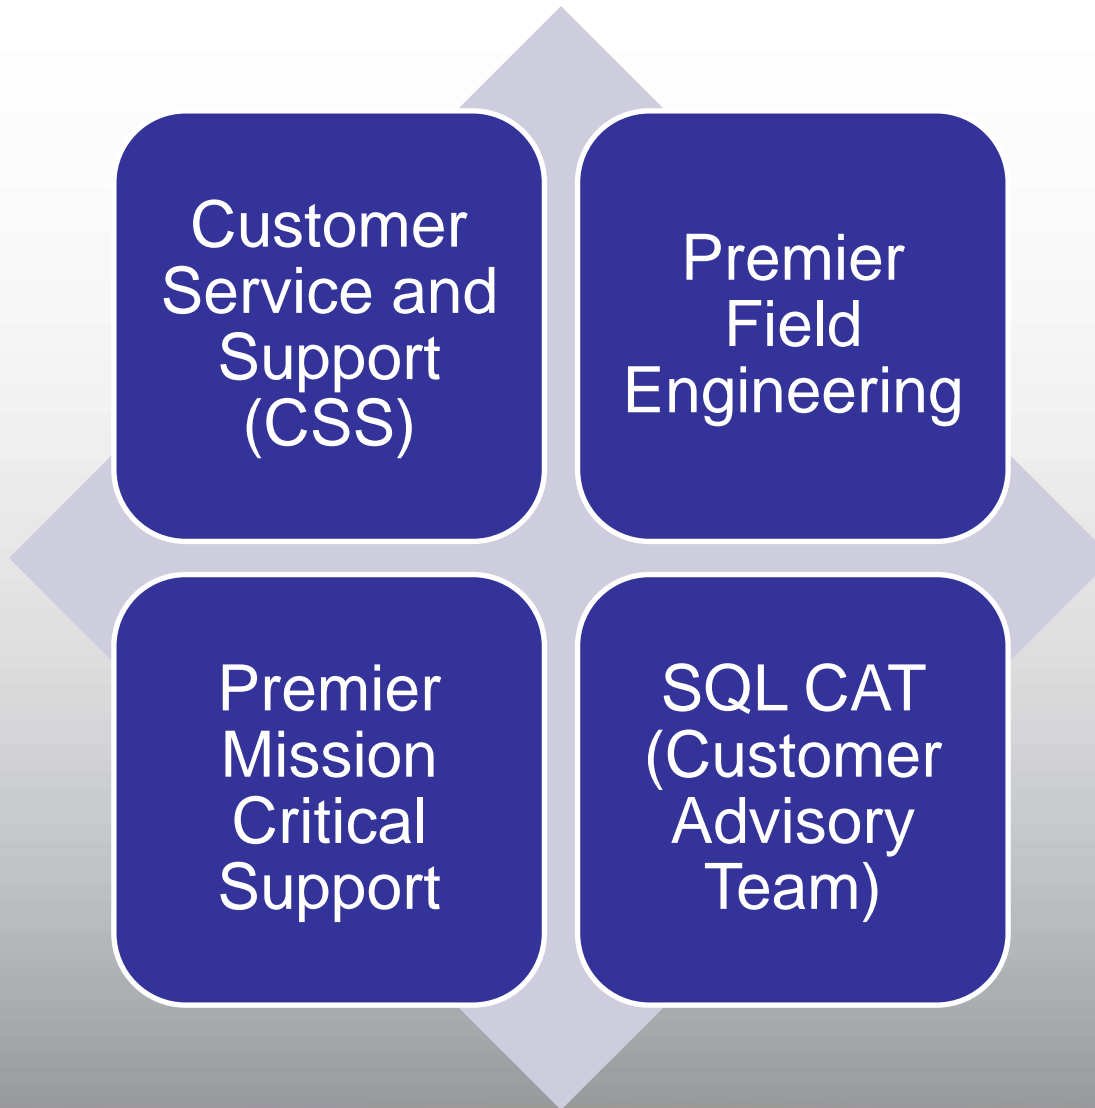 Customer
Service and
Support
(CSS)
Premier
Field
Engineering
Premier
Mission
Critical
Support
SQL CAT
(Customer
Advisory
Team)